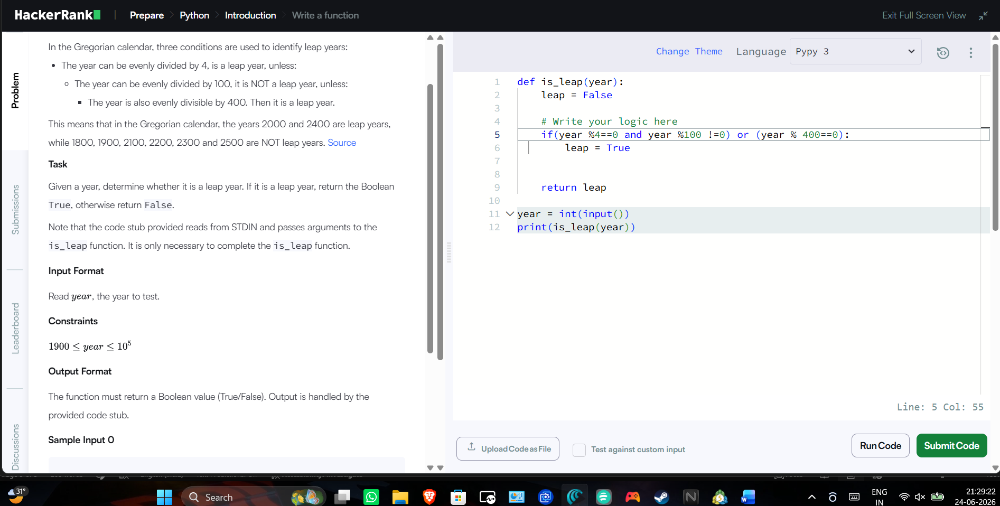 HackerRank | Prepare > Python > Introduction > Write a function
Exit Full Screen View
Problem
Submissions
Leaderboard
Discussions
In the Gregorian calendar, three conditions are used to identify leap years:
• The year can be evenly divided by 4, is a leap year, unless:
◦ The year can be evenly divided by 100, it is NOT a leap year, unless:
▪ The year is also evenly divisible by 400. Then it is a leap year.
This means that in the Gregorian calendar, the years 2000 and 2400 are leap years,
while 1800, 1900, 2100, 2200, 2300 and 2500 are NOT leap years. Source
Task
Given a year, determine whether it is a leap year. If it is a leap year, return the Boolean
True, otherwise return False.
Note that the code stub provided reads from STDIN and passes arguments to the
is_leap function. It is only necessary to complete the is_leap function.
Input Format
Read year, the year to test.
Constraints
1900 ≤ year ≤ 10⁵
Output Format
The function must return a Boolean value (True/False). Output is handled by the
provided code stub.
Sample Input 0
Change Theme Language Pypy 3
1 def is_leap(year):
2     leap = False
3
4     # Write your logic here
5     if(year %4==0 and year %100 !=0) or (year % 400==0):
6         leap = True
7
8
9     return leap
10
11 year = int(input())
12 print(is_leap(year))
Line: 5 Col: 55
Upload Code as File
Test against custom input
Run Code
Submit Code
31°
Search
ENG
IN
21:29:22
24-06-2026